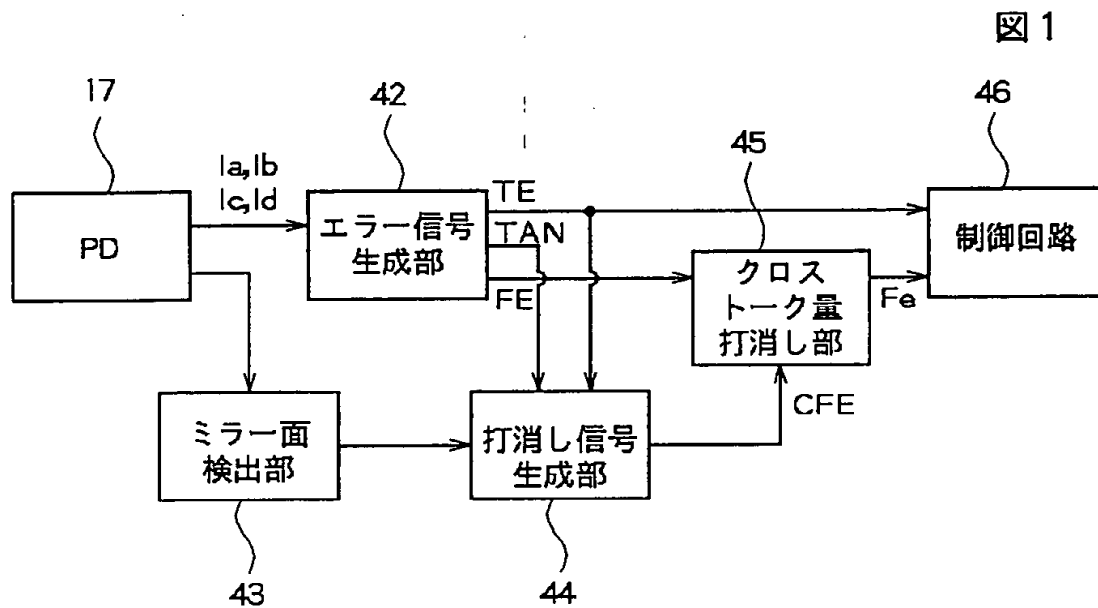 図1
17
42
46
45
Ia,Ib
Ic,Id
TE
TAN
FE
PD
エラー信号
生成部
クロス
トーク量
打消し部
制御回路
Fe
CFE
ミラー面
検出部
打消し信号
生成部
43
44